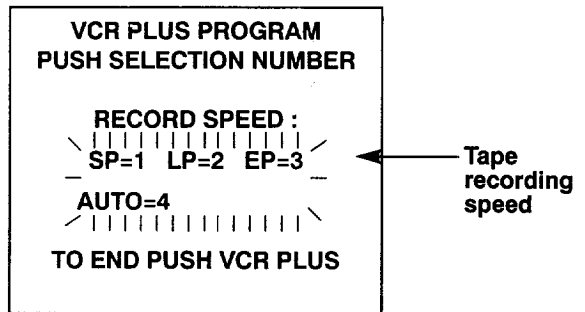 VCR PLUS PROGRAM
PUSH SELECTION NUMBER
RECORD SPEED :
SP=1 LP=2 EP=3
AUTO=4
TO END PUSH VCR PLUS
Tape
recording
speed